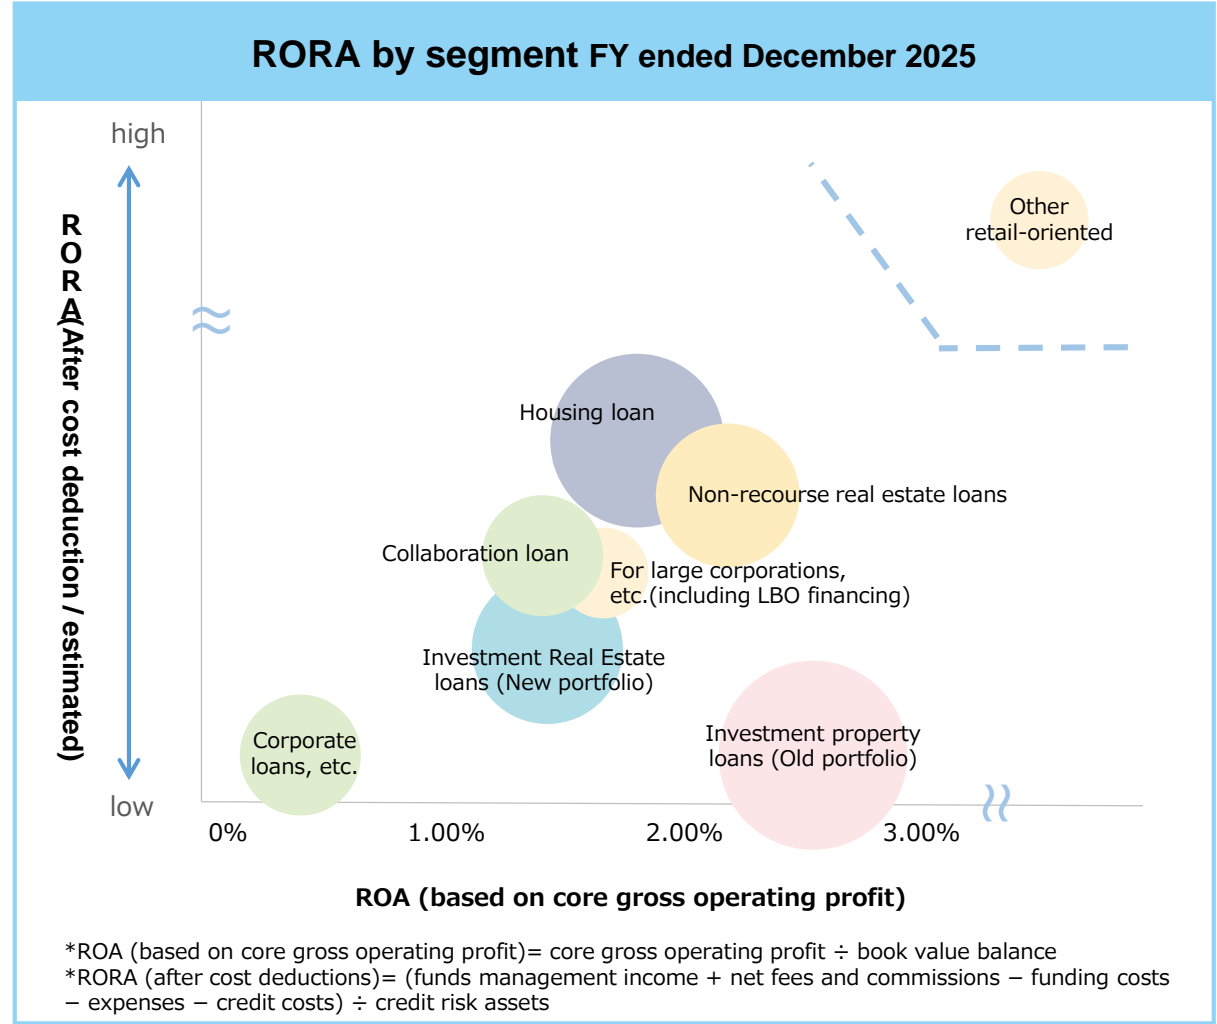 RORA by segment FY ended December 2025
high
RORA(After cost deduction / estimated)
low
Other
retail-oriented
Housing loan
Non-recourse real estate loans
Collaboration loan
For large corporations,
etc.(including LBO financing)
Investment Real Estate
loans (New portfolio)
Investment property
loans (Old portfolio)
Corporate
loans, etc.
0%
1.00%
2.00%
3.00%
ROA (based on core gross operating profit)
*ROA (based on core gross operating profit)= core gross operating profit ÷ book value balance
*RORA (after cost deductions)= (funds management income + net fees and commissions − funding costs
− expenses − credit costs) ÷ credit risk assets